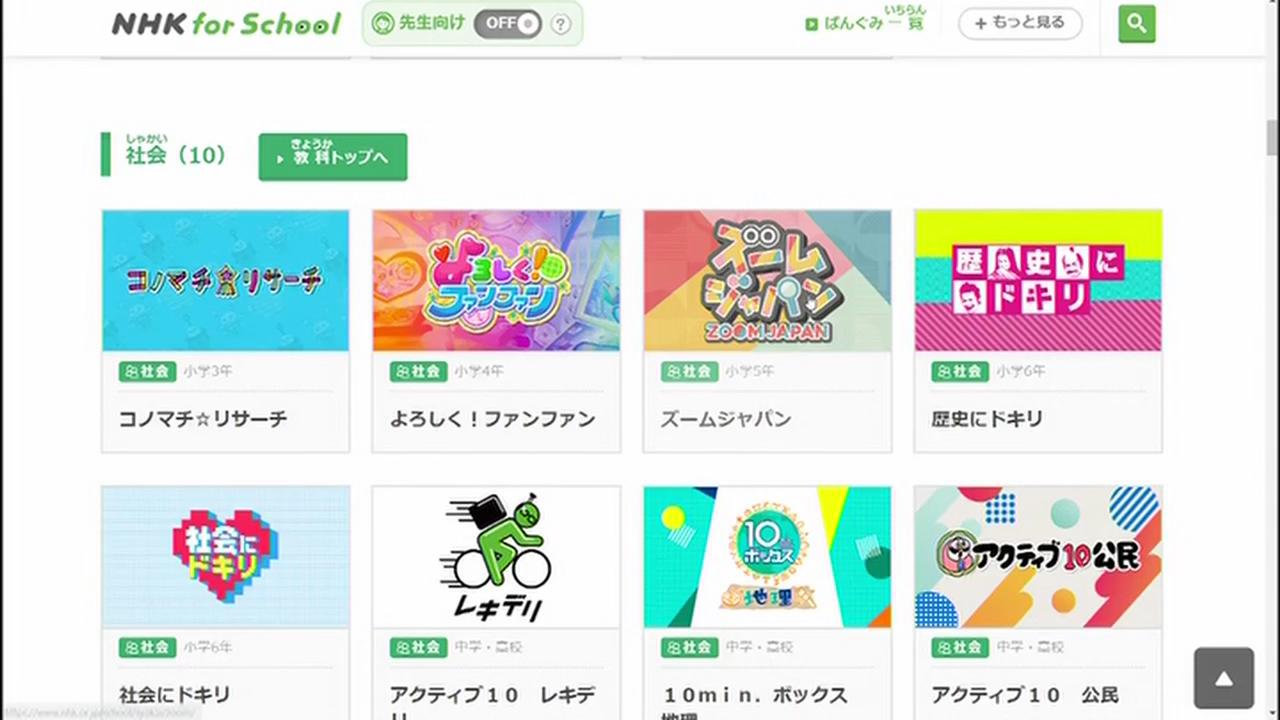 NHK for School
先生向け
OFF
?
いちらん
ばんぐみ一覧
+ もっと見る
しゃかい
社会（10）
きょうか
教科トップへ
コノマチ☆リサーチ
よろしく！ファンファン
ズームジャパン
ZOOM JAPAN
歴史にドキリ
社会
小学3年
社会
小学4年
社会
小学5年
社会
小学6年
コノマチ☆リサーチ
よろしく！ファンファン
ズームジャパン
歴史にドキリ
社会にドキリ
レキデリ
10min.ボックス
地理
アクティブ10公民
社会
小学6年
社会
中学・高校
社会
中学・高校
社会
中学・高校
社会にドキリ
アクティブ１０　レキデ
リ
１０ｍｉｎ．ボックス
地理
アクティブ１０　公民